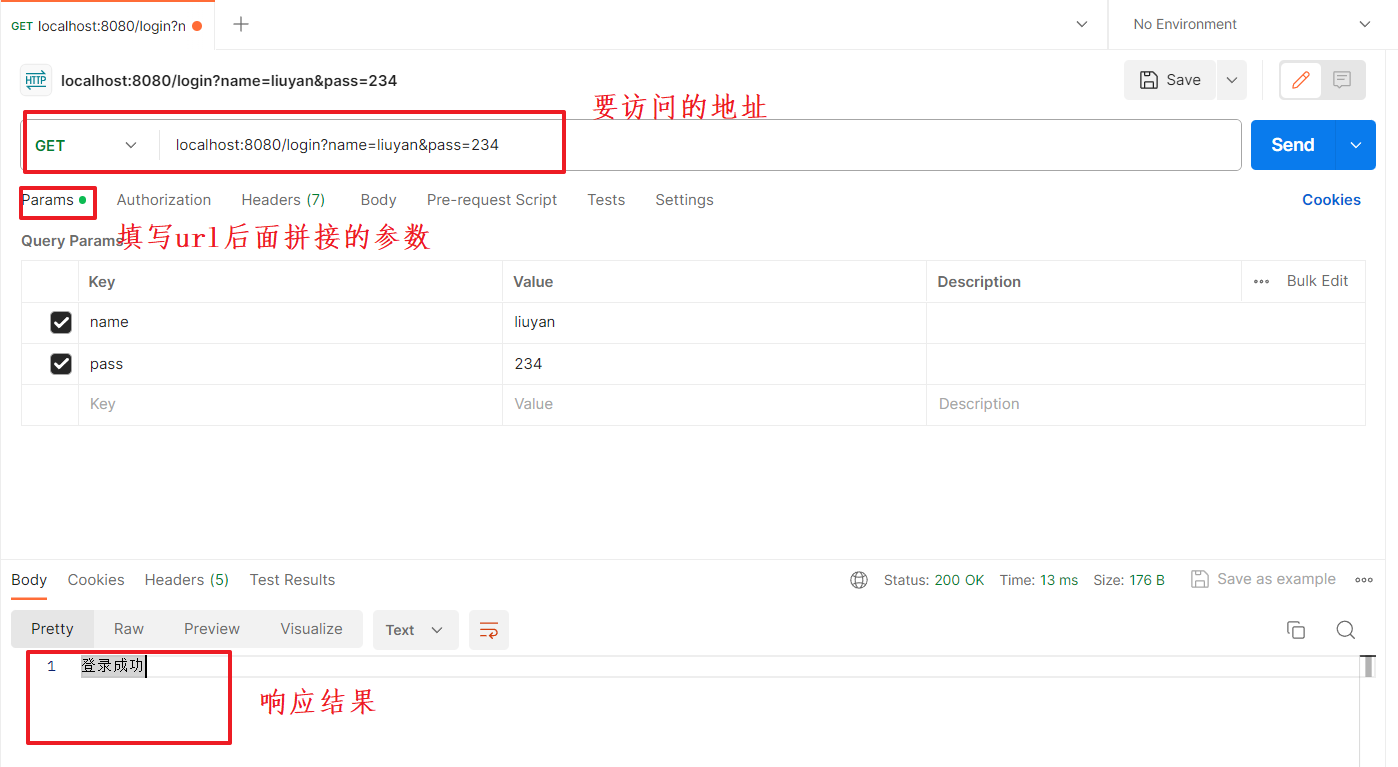 GET localhost:8080/login?n
No Environment
HTTP localhost:8080/login?name=liuyan&pass=234
Save
要访问的地址
GET localhost:8080/login?name=liuyan&pass=234
Send
Params Authorization Headers (7) Body Pre-request Script Tests Settings Cookies
Query Params
填写url后面拼接的参数
Key Value Description Bulk Edit
name liuyan
pass 234
Key Value Description
Body Cookies Headers (5) Test Results Status: 200 OK Time: 13 ms Size: 176 B Save as example
Pretty Raw Preview Visualize Text
1 登录成功
响应结果